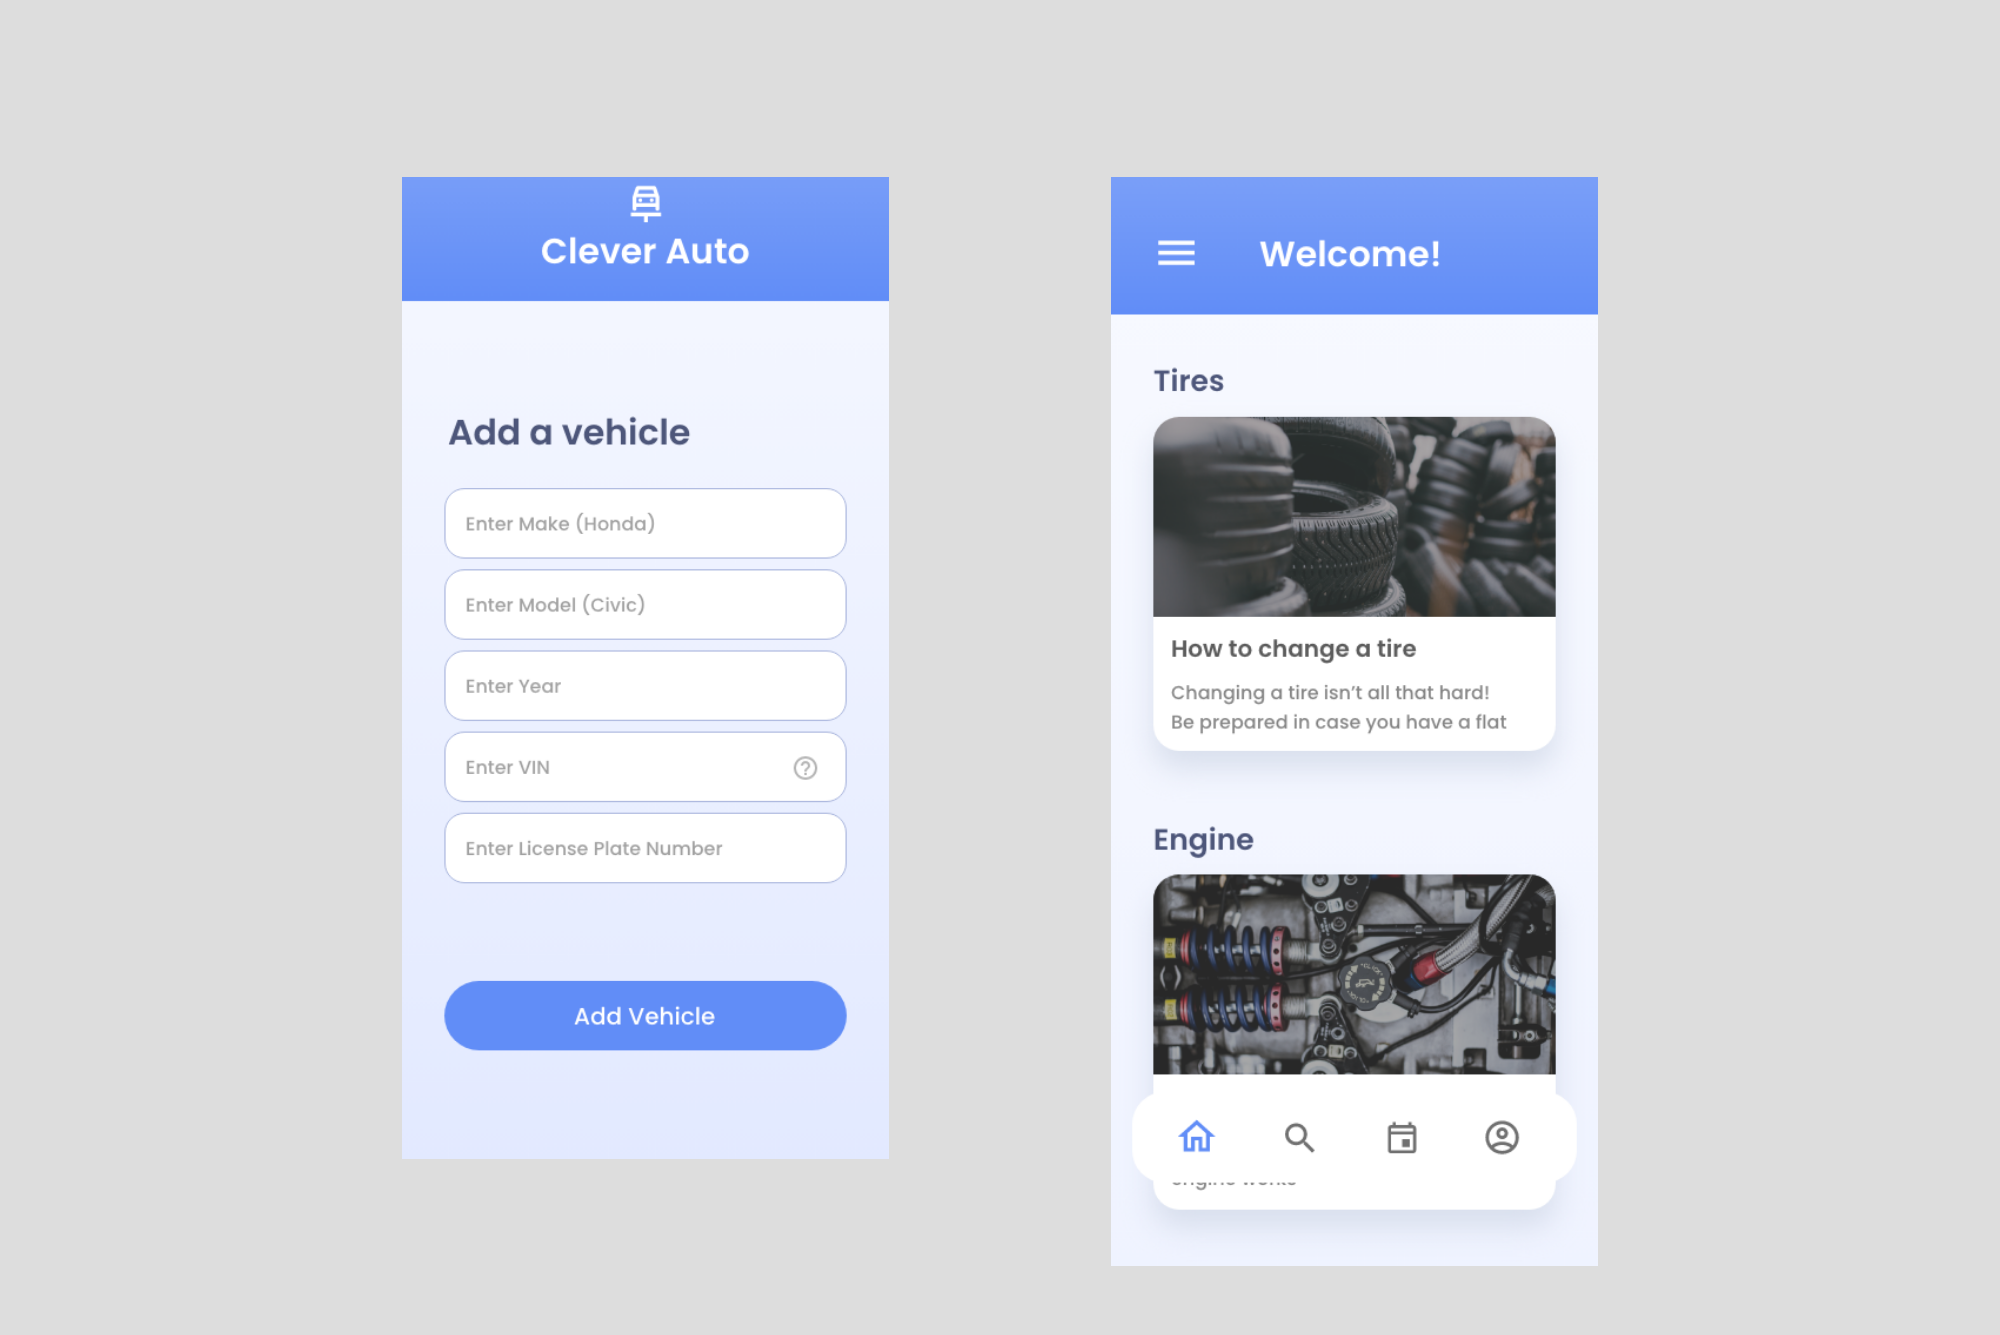 Clever Auto
Add a vehicle
Enter Make (Honda)
Enter Model (Civic)
Enter Year
Enter VIN
Enter License Plate Number
Add Vehicle
Welcome!
Tires
How to change a tire
Changing a tire isn't all that hard!
Be prepared in case you have a flat
Engine
engine works